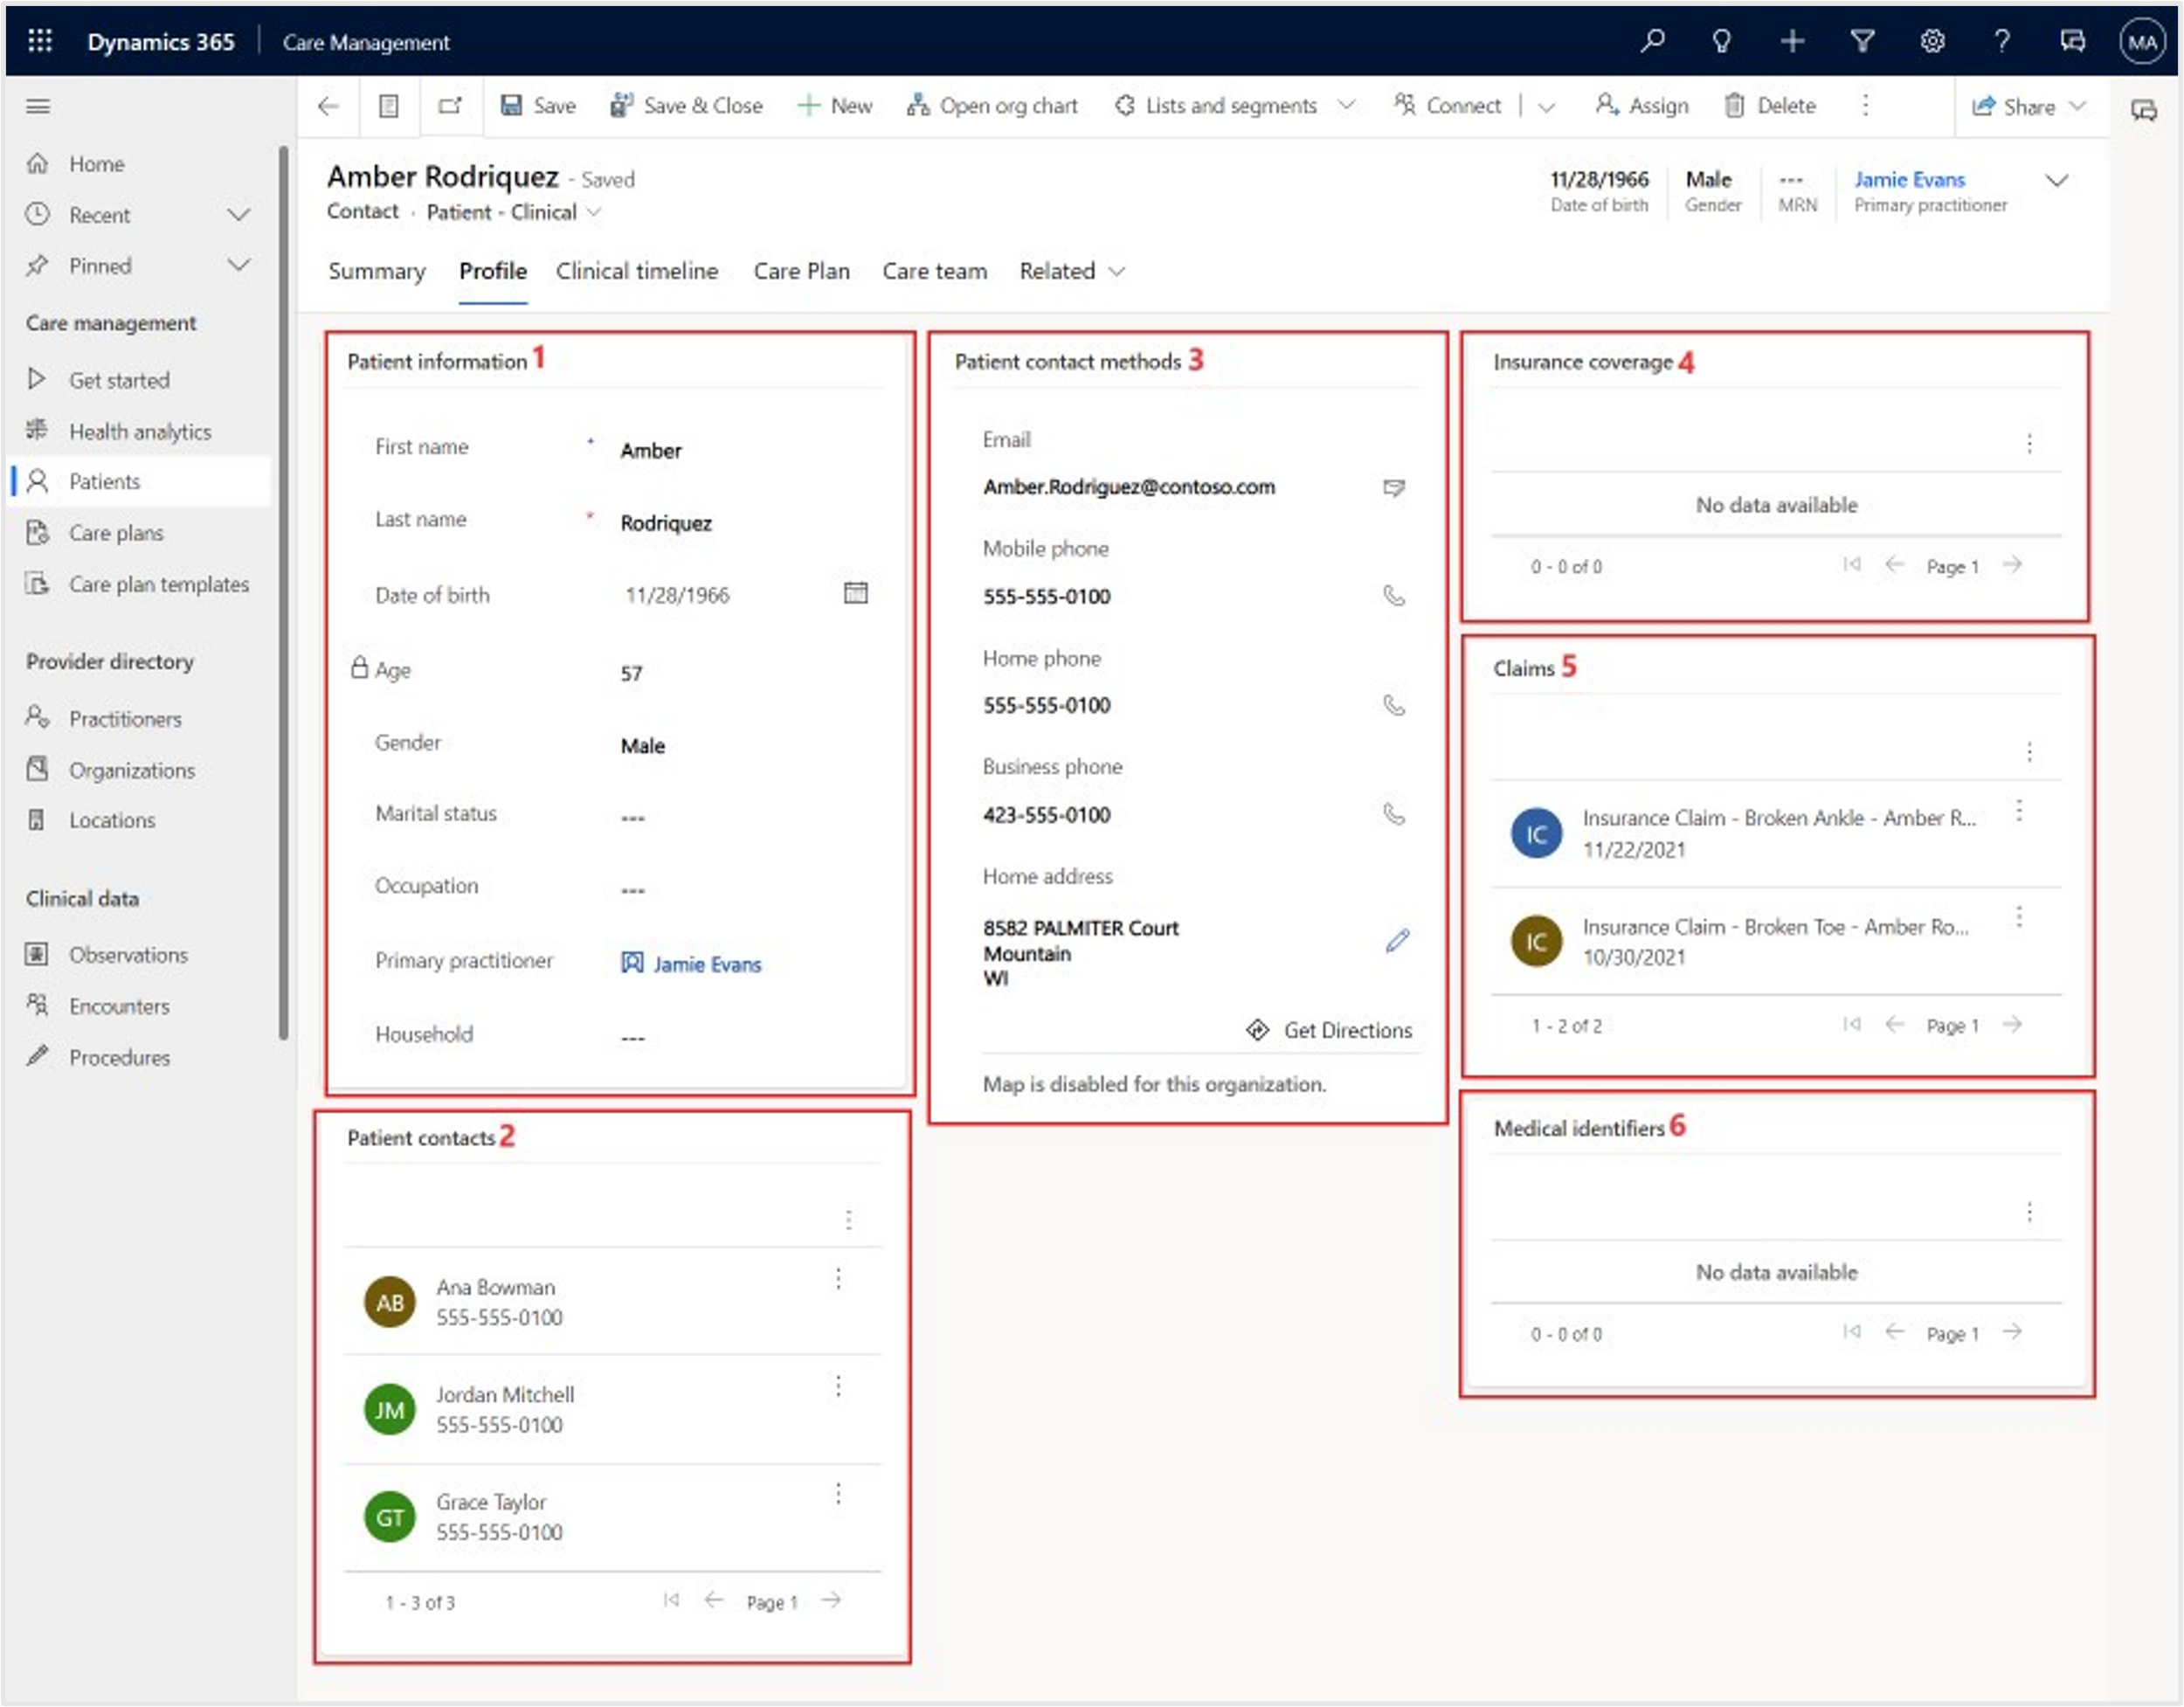 Dynamics 365 Care Management
MA
Save
Save & Close
New
Open org chart
Lists and segments
Connect
Assign
Delete
Share
Home
Recent
Pinned
Care management
Get started
Health analytics
Patients
Care plans
Care plan templates
Provider directory
Practitioners
Organizations
Locations
Clinical data
Observations
Encounters
Procedures
Amber Rodriquez - Saved
Contact · Patient - Clinical
11/28/1966
Date of birth
Male
Gender
---
MRN
Jamie Evans
Primary practitioner
Summary
Profile
Clinical timeline
Care Plan
Care team
Related
Patient information 1
First name * Amber
Last name * Rodriquez
Date of birth 11/28/1966
Age 57
Gender Male
Marital status ---
Occupation ---
Primary practitioner Jamie Evans
Household ---
Patient contacts 2
AB
Ana Bowman
555-555-0100
JM
Jordan Mitchell
555-555-0100
GT
Grace Taylor
555-555-0100
1 - 3 of 3
Page 1
Patient contact methods 3
Email
Amber.Rodriguez@contoso.com
Mobile phone
555-555-0100
Home phone
555-555-0100
Business phone
423-555-0100
Home address
8582 PALMITER Court
Mountain
WI
Get Directions
Map is disabled for this organization.
Insurance coverage 4
No data available
0 - 0 of 0
Page 1
Claims 5
IC
Insurance Claim - Broken Ankle - Amber R...
11/22/2021
IC
Insurance Claim - Broken Toe - Amber Ro...
10/30/2021
1 - 2 of 2
Page 1
Medical identifiers 6
No data available
0 - 0 of 0
Page 1